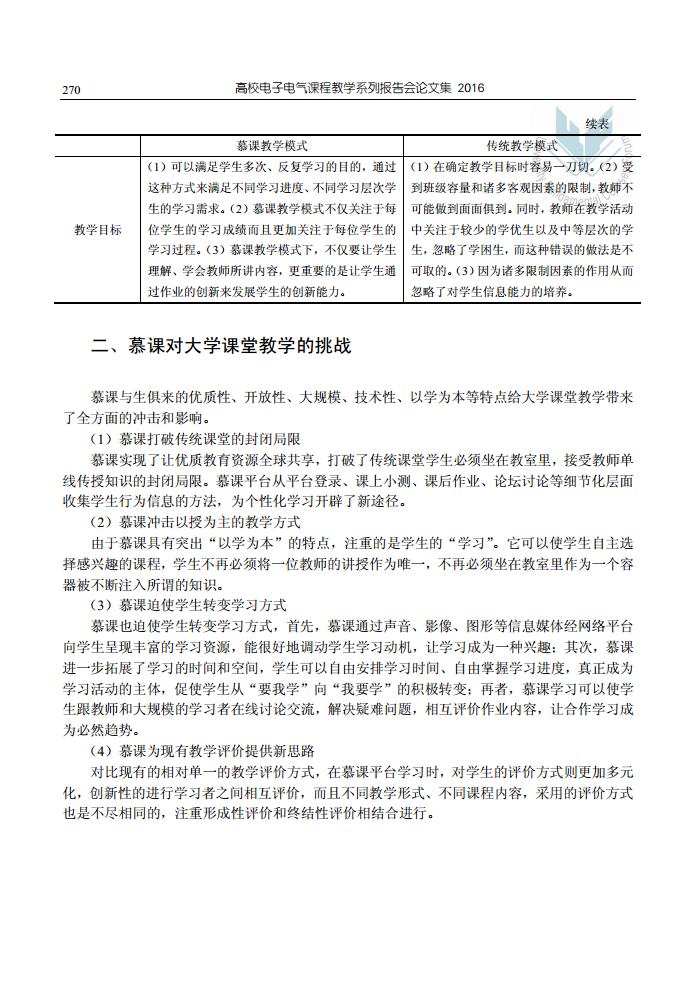 270
高校电子电气课程教学系列报告会论文集 2016
续表
慕课教学模式
传统教学模式
教学目标
（1）可以满足学生多次、反复学习的目的，通过
这种方式来满足不同学习进度、不同学习层次学
生的学习需求。（2）慕课教学模式不仅关注于每
位学生的学习成绩而且更加关注于每位学生的
学习过程。（3）慕课教学模式下，不仅要让学生
理解、学会教师所讲内容，更重要的是让学生通
过作业的创新来发展学生的创新能力。
（1）在确定教学目标时容易一刀切。（2）受
到班级容量和诸多客观因素的限制，教师不
可能做到面面俱到。同时，教师在教学活动
中关注于较少的学优生以及中等层次的学
生，忽略了学困生，而这种错误的做法是不
可取的。（3）因为诸多限制因素的作用从而
忽略了对学生信息能力的培养。
二、慕课对大学课堂教学的挑战
慕课与生俱来的优质性、开放性、大规模、技术性、以学为本等特点给大学课堂教学带来
了全方面的冲击和影响。
（1）慕课打破传统课堂的封闭局限
慕课实现了让优质教育资源全球共享，打破了传统课堂学生必须坐在教室里，接受教师单
线传授知识的封闭局限。慕课平台从平台登录、课上小测、课后作业、论坛讨论等细节化层面
收集学生行为信息的方法，为个性化学习开辟了新途径。
（2）慕课冲击以授为主的教学方式
由于慕课具有突出“以学为本”的特点，注重的是学生的“学习”。它可以使学生自主选
择感兴趣的课程，学生不再必须将一位教师的讲授作为唯一，不再必须坐在教室里作为一个容
器被不断注入所谓的知识。
（3）慕课迫使学生转变学习方式
慕课也迫使学生转变学习方式，首先，慕课通过声音、影像、图形等信息媒体经网络平台
向学生呈现丰富的学习资源，能很好地调动学生学习动机，让学习成为一种兴趣；其次，慕课
进一步拓展了学习的时间和空间，学生可以自由安排学习时间、自由掌握学习进度，真正成为
学习活动的主体，促使学生从“要我学”向“我要学”的积极转变；再者，慕课学习可以使学
生跟教师和大规模的学习者在线讨论交流，解决疑难问题，相互评价作业内容，让合作学习成
为必然趋势。
（4）慕课为现有教学评价提供新思路
对比现有的相对单一的教学评价方式，在慕课平台学习时，对学生的评价方式则更加多元
化，创新性的进行学习者之间相互评价，而且不同教学形式、不同课程内容，采用的评价方式
也是不尽相同的，注重形成性评价和终结性评价相结合进行。